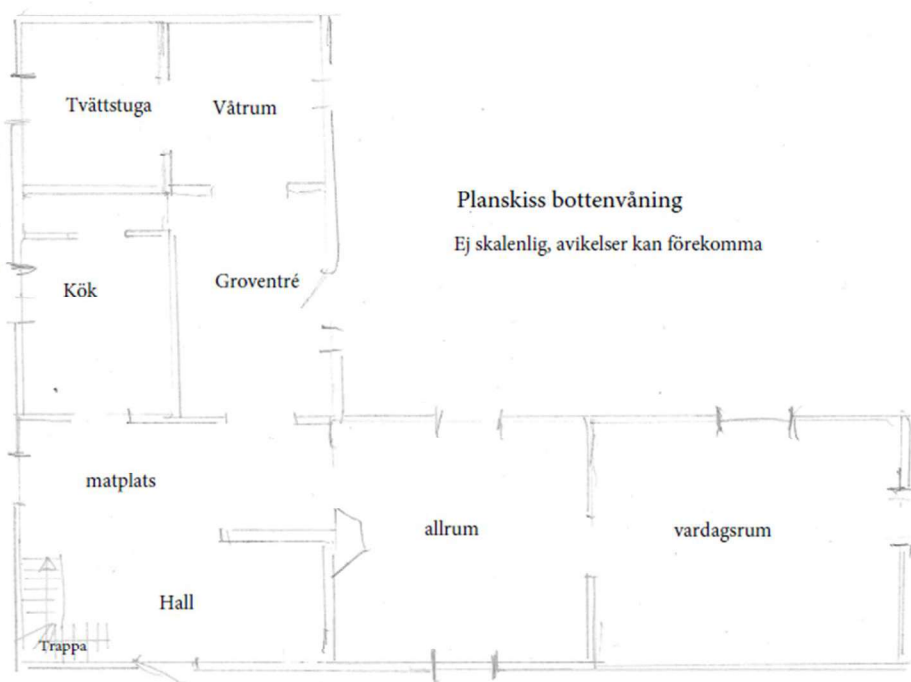 Tvättstuga
Våtrum
Planskiss bottenvåning
Ej skalenlig, avikelser kan förekomma
Kök
Groventré
matplats
allrum
vardagsrum
Hall
Trappa